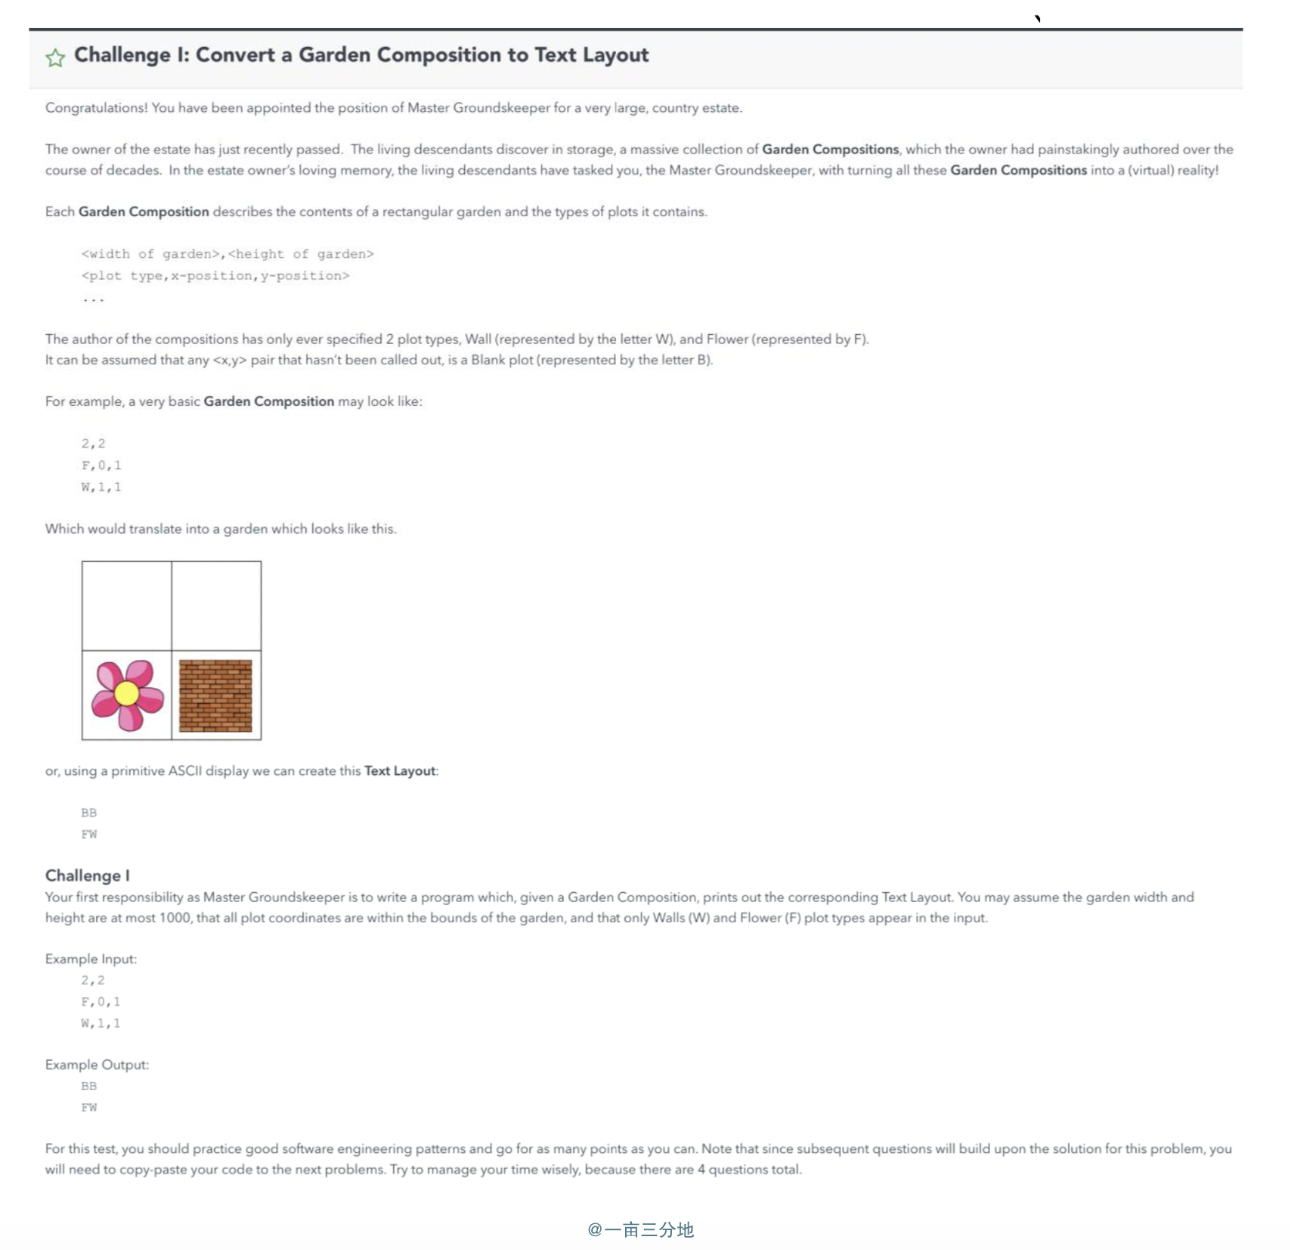 Challenge I: Convert a Garden Composition to Text Layout
Congratulations! You have been appointed the position of Master Groundskeeper for a very large, country estate.
The owner of the estate has just recently passed. The living descendants discover in storage, a massive collection of Garden Compositions, which the owner had painstakingly authored over the
course of decades. In the estate owner's loving memory, the living descendants have tasked you, the Master Groundskeeper, with turning all these Garden Compositions into a (virtual) reality!
Each Garden Composition describes the contents of a rectangular garden and the types of plots it contains.
<width of garden>,<height of garden>
<plot type,x-position,y-position>
...
The author of the compositions has only ever specified 2 plot types, Wall (represented by the letter W), and Flower (represented by F).
It can be assumed that any <x,y> pair that hasn't been called out, is a Blank plot (represented by the letter B).
For example, a very basic Garden Composition may look like:
2,2
F,0,1
W,1,1
Which would translate into a garden which looks like this.
or, using a primitive ASCII display we can create this Text Layout:
BB
FW
Challenge I
Your first responsibility as Master Groundskeeper is to write a program which, given a Garden Composition, prints out the corresponding Text Layout. You may assume the garden width and
height are at most 1000, that all plot coordinates are within the bounds of the garden, and that only Walls (W) and Flower (F) plot types appear in the input.
Example Input:
2,2
F,0,1
W,1,1
Example Output:
BB
FW
For this test, you should practice good software engineering patterns and go for as many points as you can. Note that since subsequent questions will build upon the solution for this problem, you
will need to copy-paste your code to the next problems. Try to manage your time wisely, because there are 4 questions total.
@一亩三分地